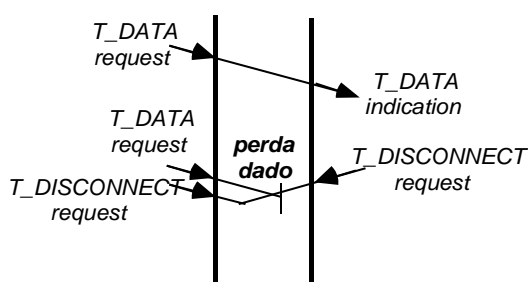 T_DATA
request
T_DATA
indication
T_DATA
request
perda
dado
T_DISCONNECT
request
T_DISCONNECT
request